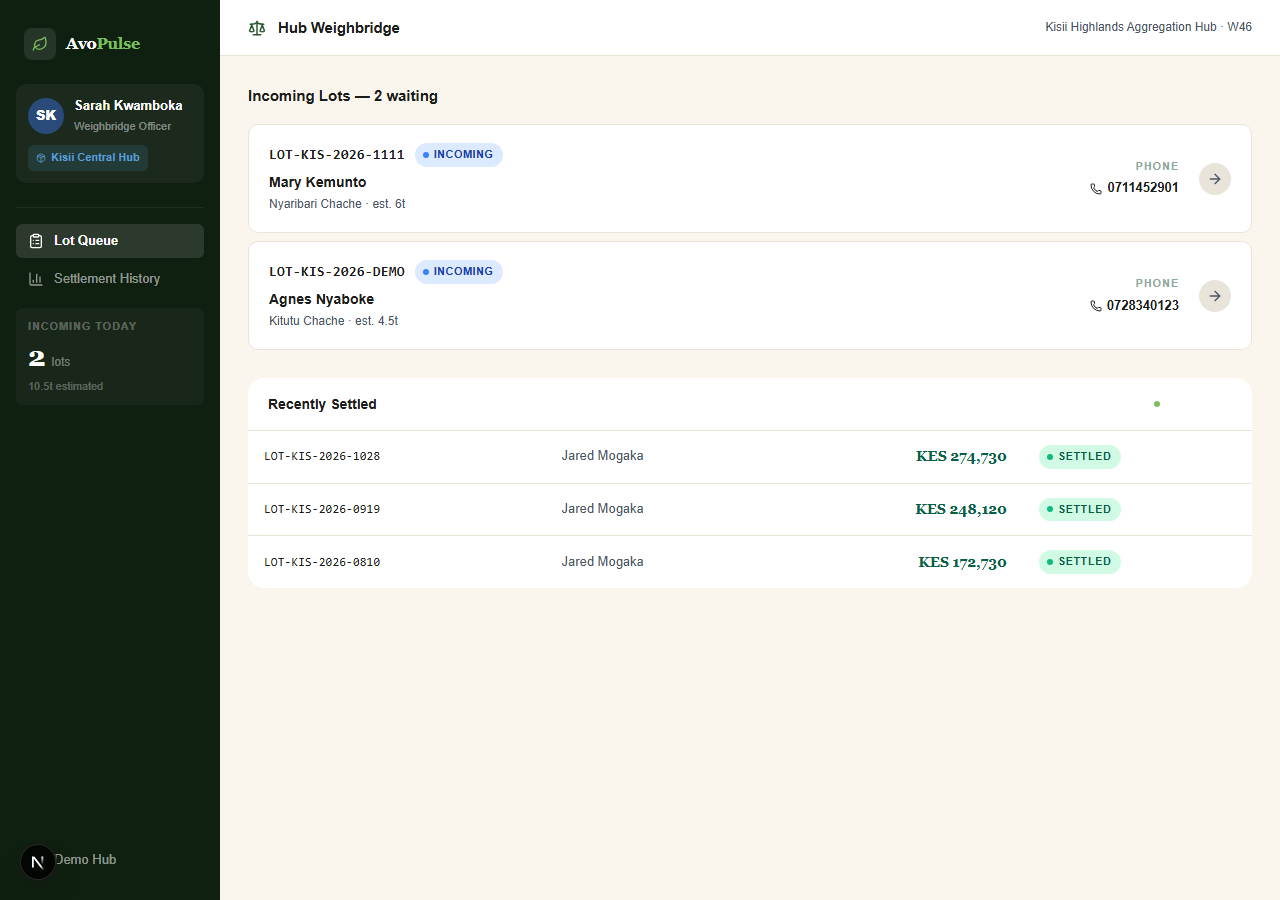 AvoPulse
SK
Sarah Kwamboka
Weighbridge Officer
Kisii Central Hub
Lot Queue
Settlement History
INCOMING TODAY
2 lots
10.5t estimated
N
Demo Hub
Hub Weighbridge
Kisii Highlands Aggregation Hub · W46
Incoming Lots — 2 waiting
LOT-KIS-2026-1111 INCOMING
Mary Kemunto
Nyaribari Chache · est. 6t
PHONE
0711452901
LOT-KIS-2026-DEMO INCOMING
Agnes Nyaboke
Kitutu Chache · est. 4.5t
PHONE
0728340123
Recently Settled
LOT-KIS-2026-1028 Jared Mogaka KES 274,730 SETTLED
LOT-KIS-2026-0919 Jared Mogaka KES 248,120 SETTLED
LOT-KIS-2026-0810 Jared Mogaka KES 172,730 SETTLED